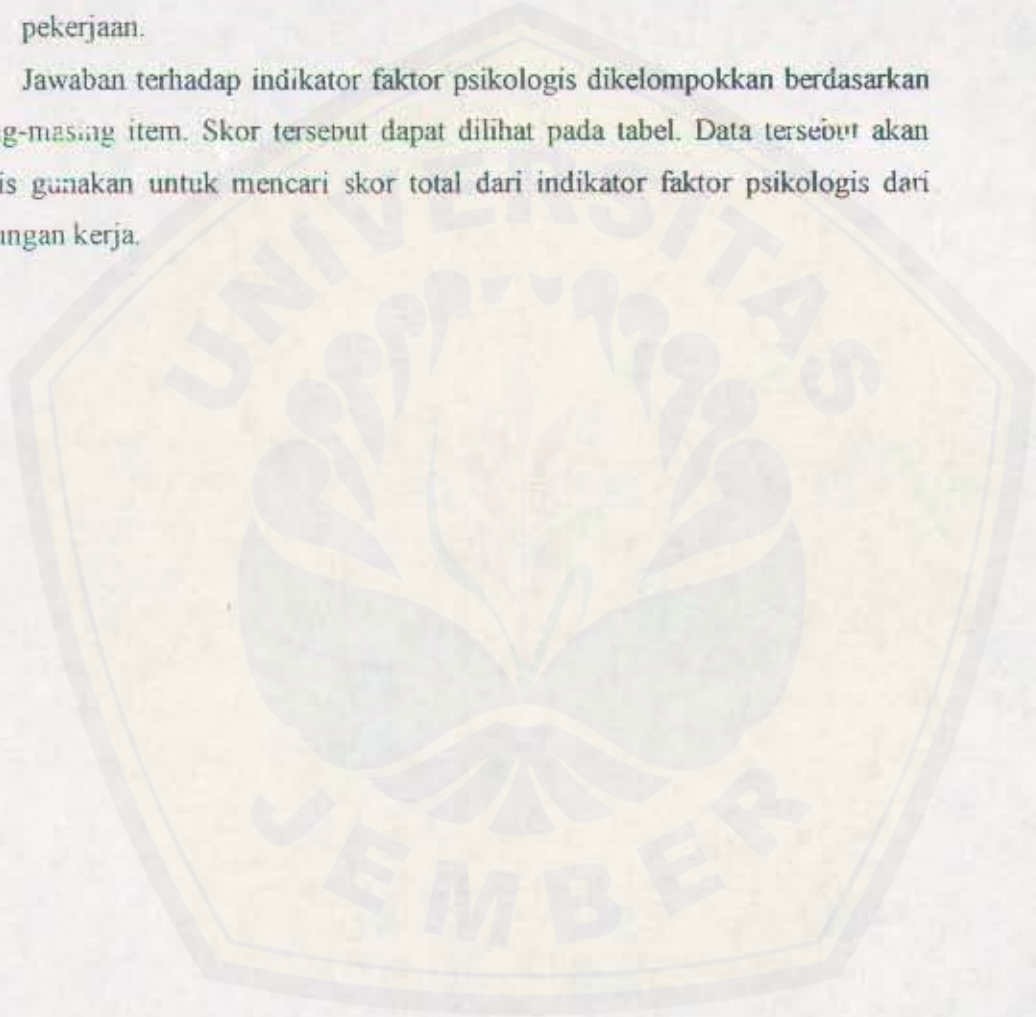 pekerjaan.
Jawaban terhadap indikator faktor psikologis dikelompokkan berdasarkan
g-masing item. Skor tersebut dapat dilihat pada tabel. Data tersebut akan
is gunakan untuk mencari skor total dari indikator faktor psikologis dari
ungan kerja.
UNIVERSITAS
JEMBER